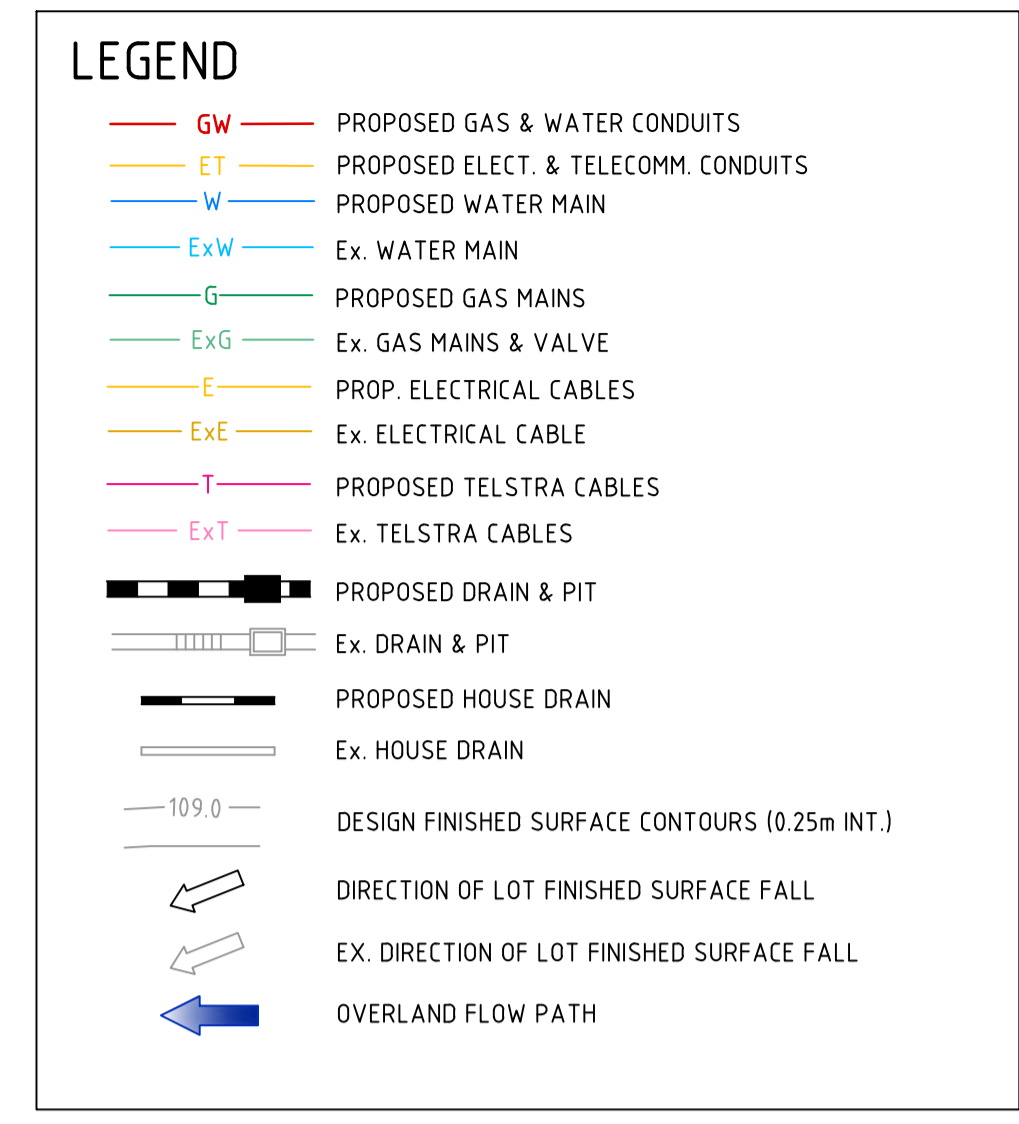 LEGEND
GW PROPOSED GAS & WATER CONDUITS
ET PROPOSED ELECT. & TELECOMM. CONDUITS
W PROPOSED WATER MAIN
ExW Ex. WATER MAIN
G PROPOSED GAS MAINS
ExG Ex. GAS MAINS & VALVE
E PROP. ELECTRICAL CABLES
ExE Ex. ELECTRICAL CABLE
T PROPOSED TELSTRA CABLES
ExT Ex. TELSTRA CABLES
PROPOSED DRAIN & PIT
Ex. DRAIN & PIT
PROPOSED HOUSE DRAIN
Ex. HOUSE DRAIN
109.0 DESIGN FINISHED SURFACE CONTOURS (0.25m INT.)
DIRECTION OF LOT FINISHED SURFACE FALL
EX. DIRECTION OF LOT FINISHED SURFACE FALL
OVERLAND FLOW PATH